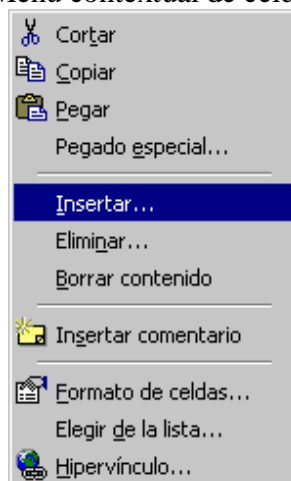 Menú contextual de celd
Cortar
Copiar
Pegar
Pegado especial...
Insertar...
Eliminar...
Borrar contenido
Insertar comentario
Formato de celdas...
Elegir de la lista...
Hipervínculo...